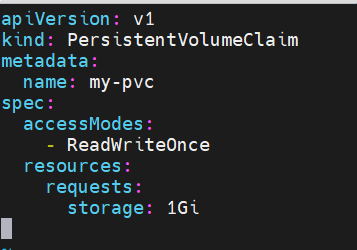 apiVersion: v1
kind: PersistentVolumeClaim
metadata:
  name: my-pvc
spec:
  accessModes:
    - ReadWriteOnce
  resources:
    requests:
      storage: 1Gi